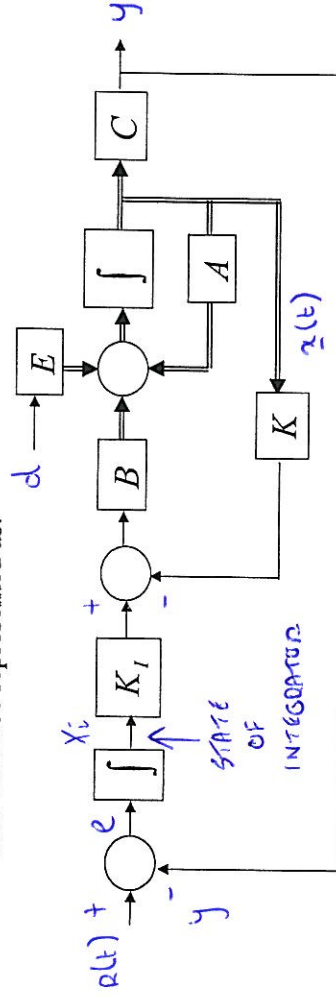 R(t) + e Xi + d y
∫ K_I B E ∫ C
- - A
y K
x(t)
STATE
OF
INTEGRATOR